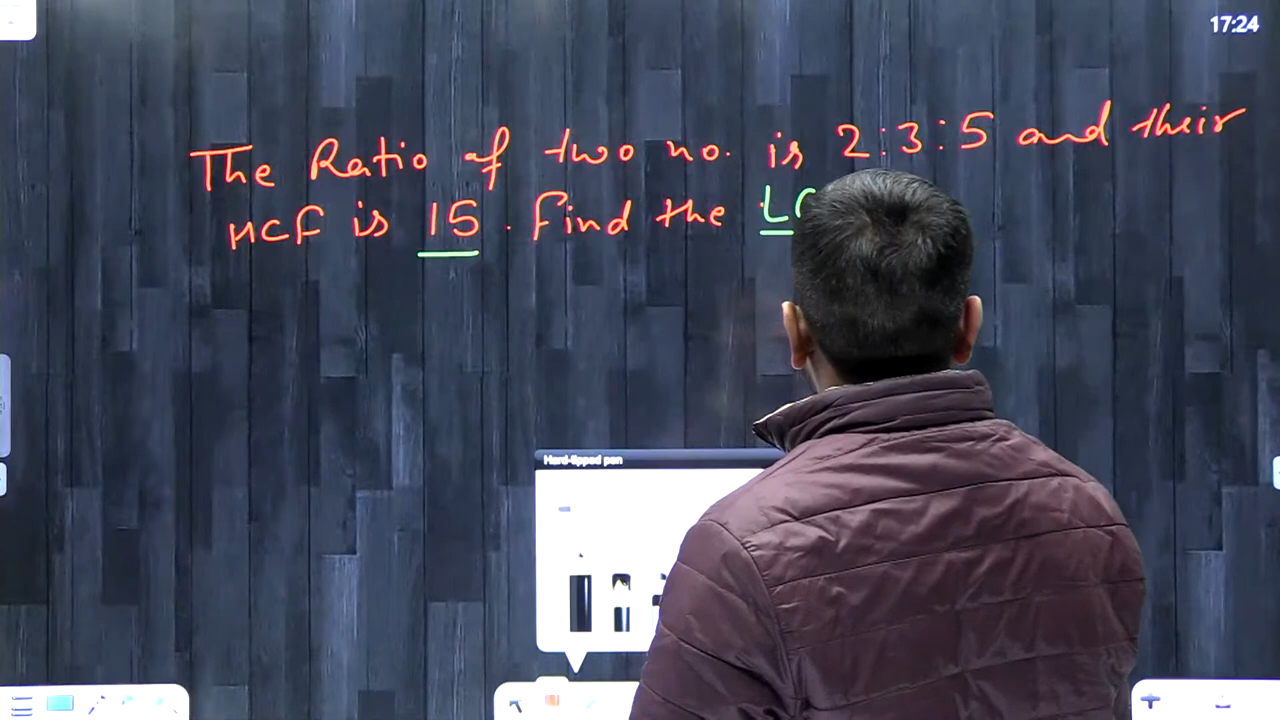 17:24
The Ratio of two no. is 2:3:5 and their
HCF is 15. Find the
Hard-tipped pen